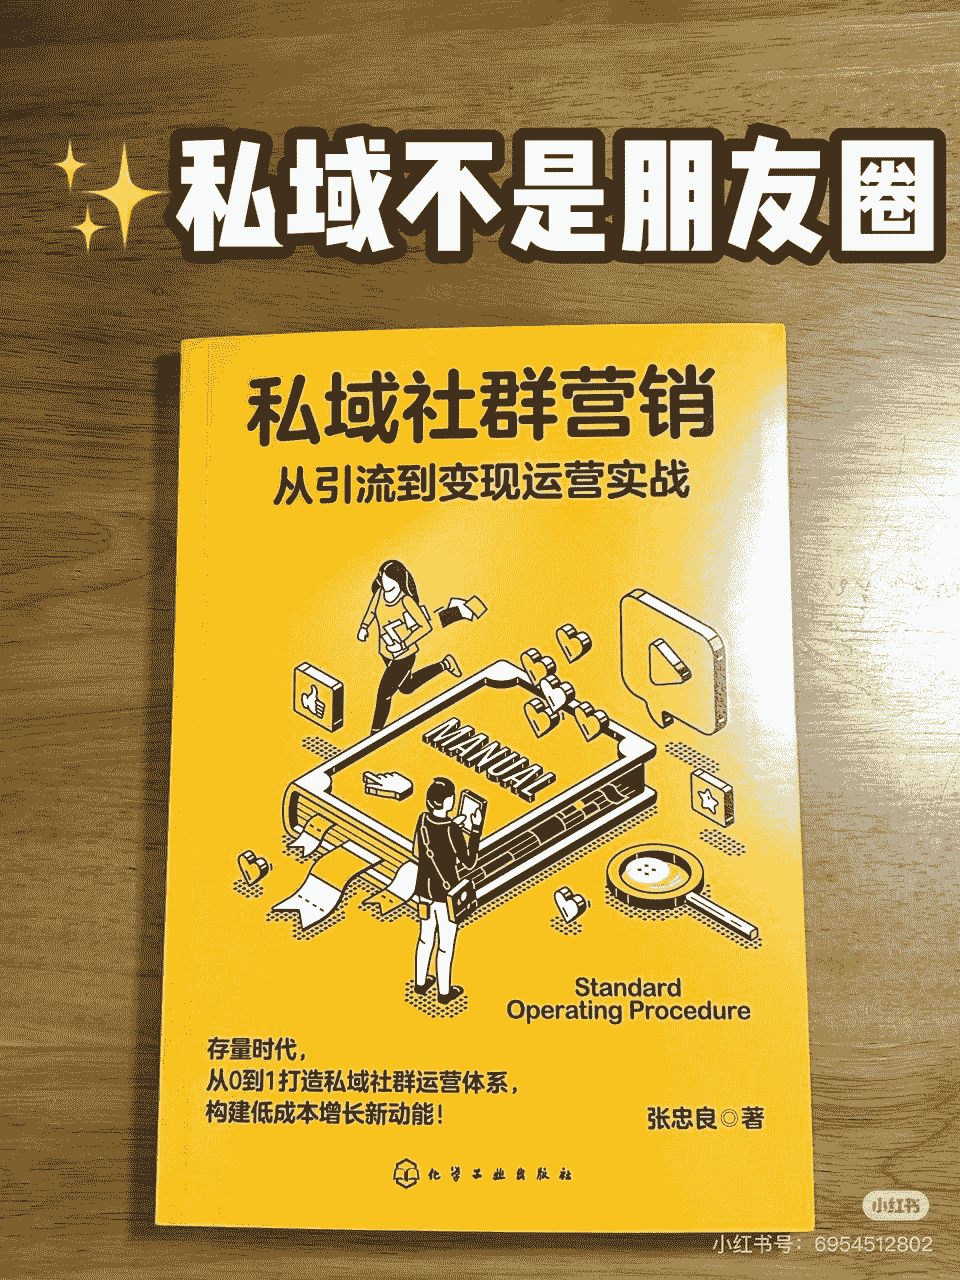 私域不是朋友圈
私域社群营销
从引流到变现运营实战
MANUAL
Standard
Operating Procedure
存量时代，
从0到1打造私域社群运营体系，
构建低成本增长新动能！
张忠良◎著
化学工业出版社
小红书
小红书号：6954512802